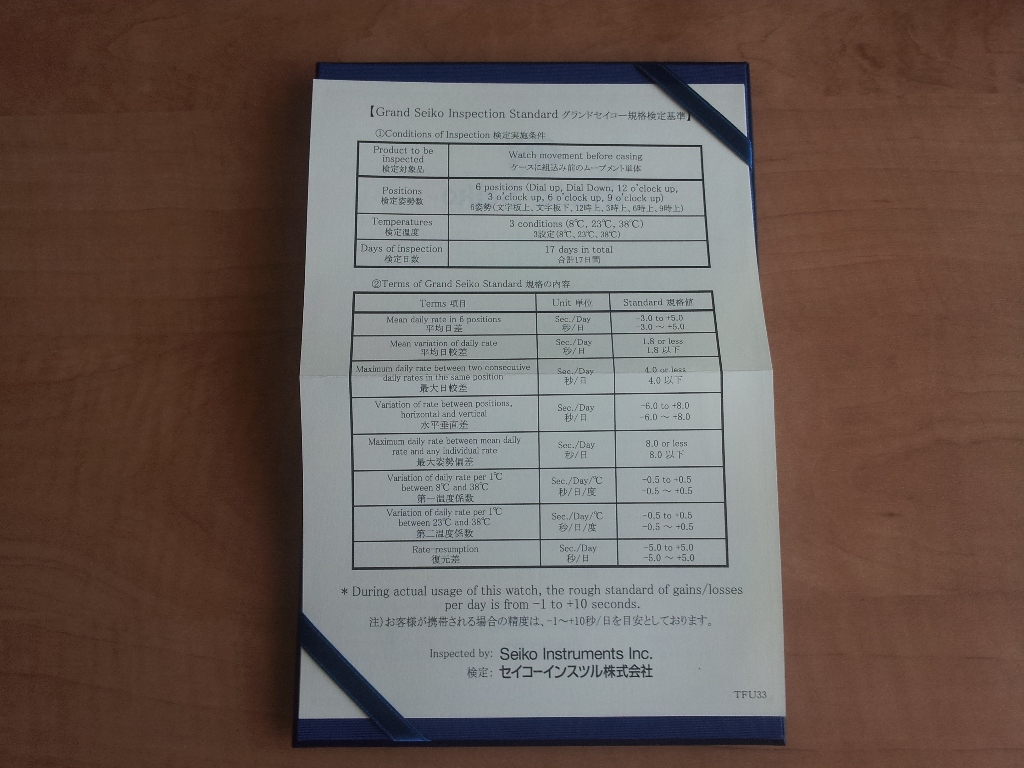 【Grand Seiko Inspection Standard グランドセイコー規格検定基準】
①Conditions of Inspection 検定実施条件
Product to be
inspected
検定対象品
Watch movement before casing
ケースに組込み前のムーブメント単体
Positions
検定姿勢数
6 positions (Dial up, Dial Down, 12 o'clock up,
3 o'clock up, 6 o'clock up, 9 o'clock up)
6姿勢(文字板上、文字板下、12時上、3時上、6時上、9時上)
Temperatures
検定温度
3 conditions (8℃, 23℃, 38℃)
3設定(8℃、23℃、38℃)
Days of inspection
検定日数
17 days in total
合計17日間
②Terms of Grand Seiko Standard 規格の内容
Terms 項目 Unit 単位 Standard 規格値
Mean daily rate in 6 positions
平均日差
Sec./Day
秒/日
-3.0 to +5.0
-3.0 ～ +5.0
Mean variation of daily rate
平均日較差
Sec./Day
秒/日
1.8 or less
1.8 以下
Maximum daily rate between two consecutive
daily rates in the same position
最大日較差
Sec./Day
秒/日
4.0 or less
4.0 以下
Variation of rate between positions,
horizontal and vertical
水平垂直差
Sec./Day
秒/日
-6.0 to +8.0
-6.0 ～ +8.0
Maximum daily rate between mean daily
rate and any individual rate
最大姿勢偏差
Sec./Day
秒/日
8.0 or less
8.0 以下
Variation of daily rate per 1℃
between 8℃ and 38℃
第一温度係数
Sec./Day/℃
秒/日/度
-0.5 to +0.5
-0.5 ～ +0.5
Variation of daily rate per 1℃
between 23℃ and 38℃
第二温度係数
Sec./Day/℃
秒/日/度
-0.5 to +0.5
-0.5 ～ +0.5
Rate-resumption
復元差
Sec./Day
秒/日
-5.0 to +5.0
-5.0 ～ +5.0
* During actual usage of this watch, the rough standard of gains/losses
per day is from -1 to +10 seconds.
注)お客様が携帯される場合の精度は、-1～+10秒/日を目安としております。
Inspected by: Seiko Instruments Inc.
検定: セイコーインスツル株式会社
TFU33